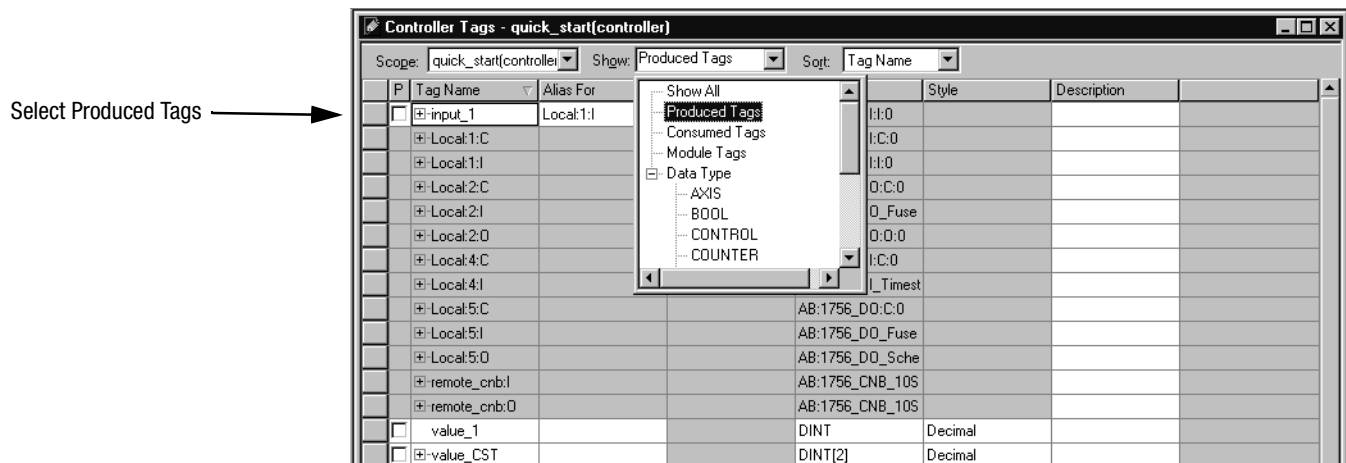 Controller Tags - quick_start(controller)
Scope: quick_start(controller Show: Produced Tags Sort: Tag Name
P Tag Name Alias For Style Description
Select Produced Tags
Show All
Produced Tags
Consumed Tags
Module Tags
Data Type
AXIS
BOOL
CONTROL
COUNTER
input_1 Local:1:I I:I:0
Local:1:C I:C:0
Local:1:I I:I:0
Local:2:C O:C:0
Local:2:I O_Fuse
Local:2:O O:O:0
Local:4:C I:C:0
Local:4:I I_Timest
Local:5:C AB:1756_DO:C:0
Local:5:I AB:1756_DO_Fuse
Local:5:O AB:1756_DO_Sche
remote_cnb:I AB:1756_CNB_10S
remote_cnb:O AB:1756_CNB_10S
value_1 DINT Decimal
value_CST DINT[2] Decimal